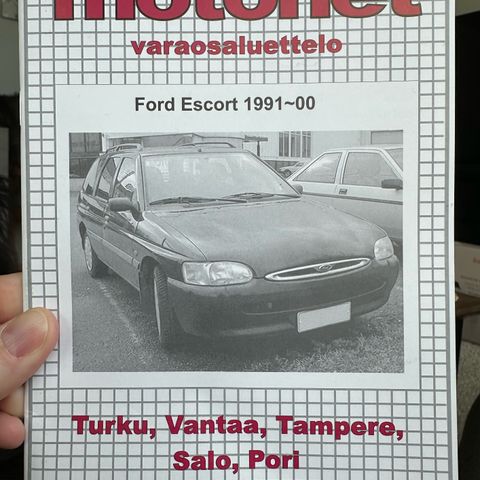 motonet
varaosaluettelo
Ford Escort 1991~00
Turku, Vantaa, Tampere,
Salo, Pori